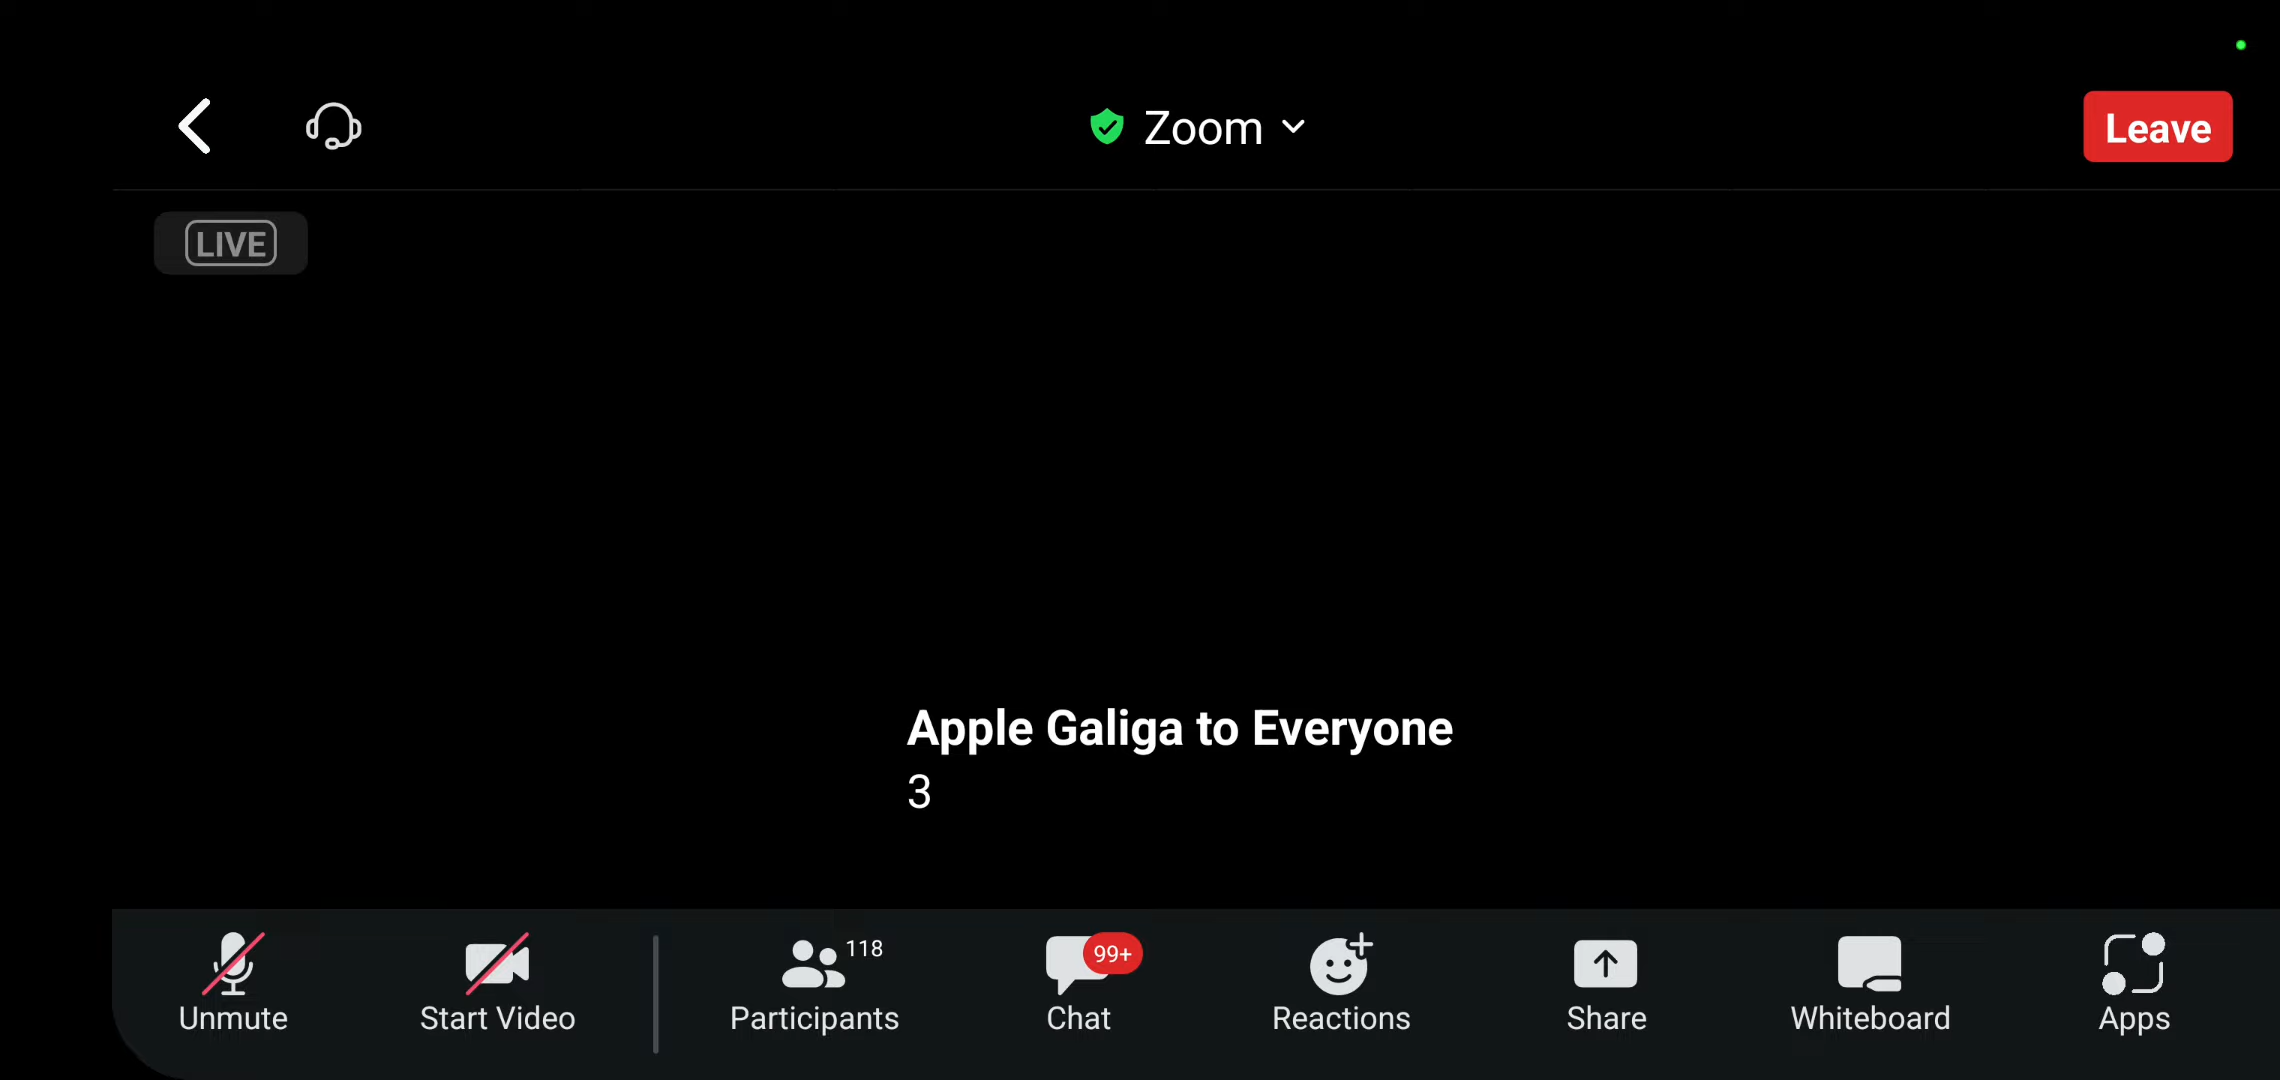 Zoom
Leave
LIVE
Apple Galiga to Everyone
3
118
99+
Unmute
Start Video
Participants
Chat
Reactions
Share
Whiteboard
Apps